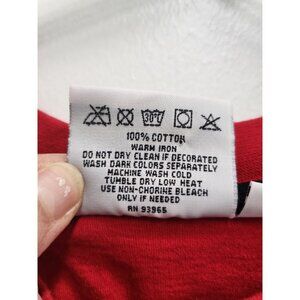 100% COTTON
WARM IRON
DO NOT DRY CLEAN IF DECORATED
WASH DARK COLORS SEPARATELY
MACHINE WASH COLD
TUMBLE DRY LOW HEAT
USE NON-CHORINE BLEACH
ONLY IF NEEDED
RN 93965